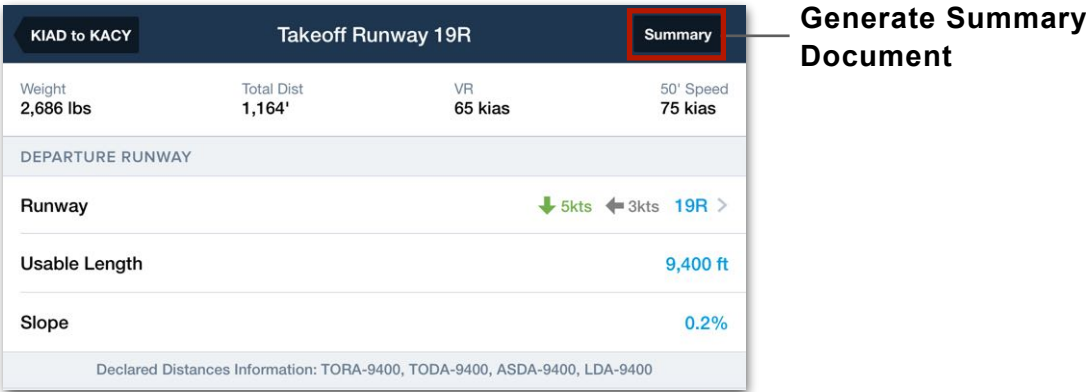 KIAD to KACY Takeoff Runway 19R Summary
Generate Summary
Document
Weight Total Dist VR 50' Speed
2,686 lbs 1,164' 65 kias 75 kias
DEPARTURE RUNWAY
Runway 5kts 3kts 19R >
Usable Length 9,400 ft
Slope 0.2%
Declared Distances Information: TORA-9400, TODA-9400, ASDA-9400, LDA-9400